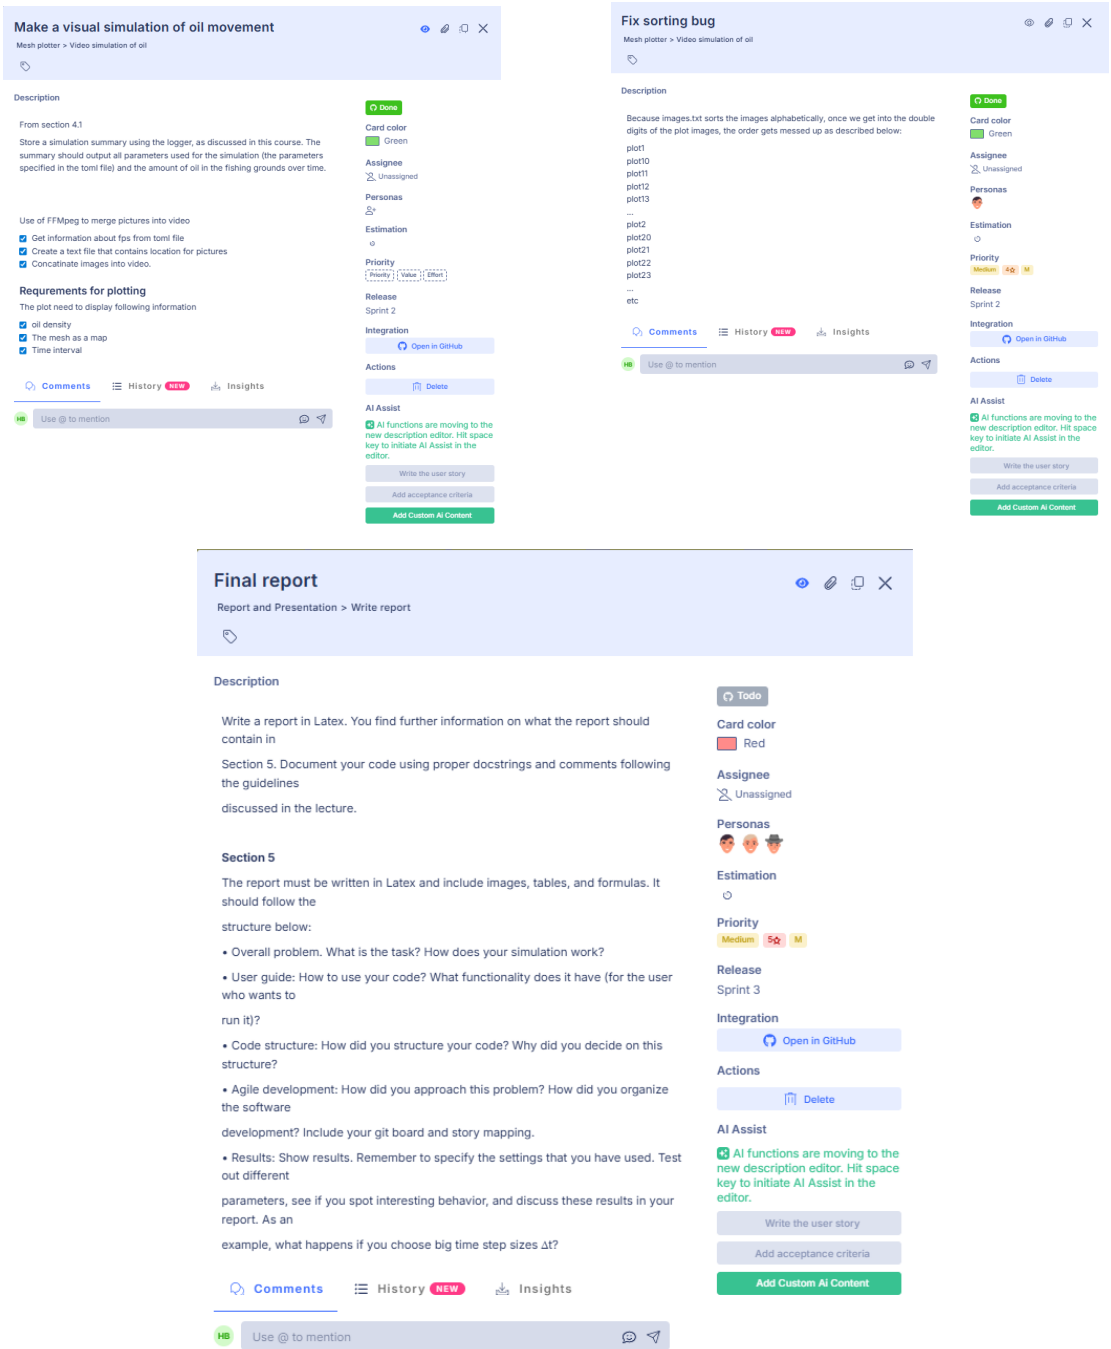 Make a visual simulation of oil movement
Mesh plotter > Video simulation of oil
Description
From section 4.1
Store a simulation summary using the logger, as discussed in this course. The
summary should output all parameters used for the simulation (the parameters
specified in the toml file) and the amount of oil in the fishing grounds over time.
Use of FFMpeg to merge pictures into video
Get information about fps from toml file
Create a text file that contains location for pictures
Concatinate images into video.
Requrements for plotting
The plot need to display following information
oil density
The mesh as a map
Time interval
Comments History NEW Insights
HB Use @ to mention
Done
Card color
Green
Assignee
Unassigned
Personas
Estimation
Priority
Priority Value Effort
Release
Sprint 2
Integration
Open in GitHub
Actions
Delete
AI Assist
AI functions are moving to the
new description editor. Hit space
key to initiate AI Assist in the
editor.
Write the user story
Add acceptance criteria
Add Custom Ai Content
Fix sorting bug
Mesh plotter > Video simulation of oil
Description
Because images.txt sorts the images alphabetically, once we get into the double
digits of the plot images, the order gets messed up as described below:
plot1
plot10
plot11
plot12
plot13
...
plot2
plot20
plot21
plot22
plot23
...
etc
Comments History NEW Insights
HB Use @ to mention
Done
Card color
Green
Assignee
Unassigned
Personas
Estimation
Priority
Medium 4 M
Release
Sprint 2
Integration
Open in GitHub
Actions
Delete
AI Assist
AI functions are moving to the
new description editor. Hit space
key to initiate AI Assist in the
editor.
Write the user story
Add acceptance criteria
Add Custom Ai Content
Final report
Report and Presentation > Write report
Description
Write a report in Latex. You find further information on what the report should
contain in
Section 5. Document your code using proper docstrings and comments following
the guidelines
discussed in the lecture.
Section 5
The report must be written in Latex and include images, tables, and formulas. It
should follow the
structure below:
• Overall problem. What is the task? How does your simulation work?
• User guide: How to use your code? What functionality does it have (for the user
who wants to
run it)?
• Code structure: How did you structure your code? Why did you decide on this
structure?
• Agile development: How did you approach this problem? How did you organize
the software
development? Include your git board and story mapping.
• Results: Show results. Remember to specify the settings that you have used. Test
out different
parameters, see if you spot interesting behavior, and discuss these results in your
report. As an
example, what happens if you choose big time step sizes Δt?
Comments History NEW Insights
HB Use @ to mention
Todo
Card color
Red
Assignee
Unassigned
Personas
Estimation
Priority
Medium 5 M
Release
Sprint 3
Integration
Open in GitHub
Actions
Delete
AI Assist
AI functions are moving to the
new description editor. Hit space
key to initiate AI Assist in the
editor.
Write the user story
Add acceptance criteria
Add Custom Ai Content